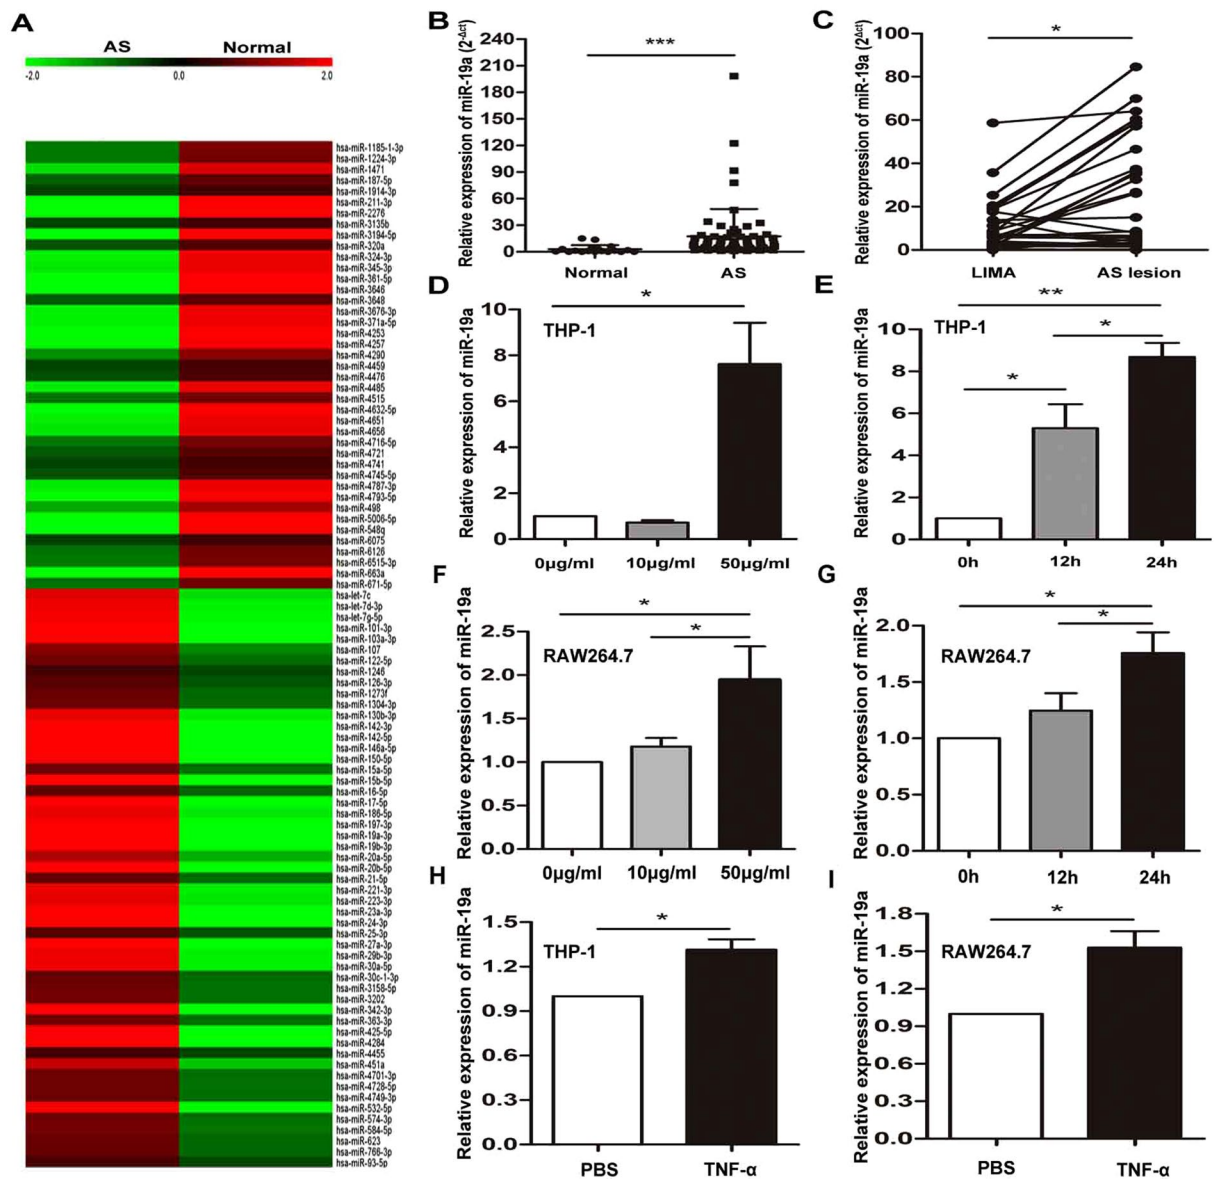 A
AS Normal
-2.0 0.0 2.0
hsa-miR-1185-1-3p
hsa-miR-1224-3p
hsa-miR-1471
hsa-miR-187-5p
hsa-miR-1914-3p
hsa-miR-211-3p
hsa-miR-2276
hsa-miR-3135b
hsa-miR-3194-5p
hsa-miR-320a
hsa-miR-324-3p
hsa-miR-345-3p
hsa-miR-361-5p
hsa-miR-3646
hsa-miR-3648
hsa-miR-3676-3p
hsa-miR-371a-5p
hsa-miR-4253
hsa-miR-4257
hsa-miR-4290
hsa-miR-4459
hsa-miR-4476
hsa-miR-4485
hsa-miR-4515
hsa-miR-4632-5p
hsa-miR-4651
hsa-miR-4656
hsa-miR-4716-5p
hsa-miR-4721
hsa-miR-4741
hsa-miR-4745-5p
hsa-miR-4787-3p
hsa-miR-4793-5p
hsa-miR-498
hsa-miR-5006-5p
hsa-miR-548q
hsa-miR-6075
hsa-miR-6126
hsa-miR-6515-3p
hsa-miR-663a
hsa-miR-671-5p
hsa-let-7c
hsa-let-7d-3p
hsa-let-7g-5p
hsa-miR-101-3p
hsa-miR-103a-3p
hsa-miR-107
hsa-miR-122-5p
hsa-miR-1246
hsa-miR-126-3p
hsa-miR-1273f
hsa-miR-1304-3p
hsa-miR-130b-3p
hsa-miR-142-3p
hsa-miR-142-5p
hsa-miR-146a-5p
hsa-miR-150-5p
hsa-miR-15a-5p
hsa-miR-15b-5p
hsa-miR-16-5p
hsa-miR-17-5p
hsa-miR-186-5p
hsa-miR-197-3p
hsa-miR-19a-3p
hsa-miR-19b-3p
hsa-miR-20a-5p
hsa-miR-20b-5p
hsa-miR-21-5p
hsa-miR-221-3p
hsa-miR-223-3p
hsa-miR-23a-3p
hsa-miR-24-3p
hsa-miR-25-3p
hsa-miR-27a-3p
hsa-miR-29b-3p
hsa-miR-30a-5p
hsa-miR-30c-1-3p
hsa-miR-3158-5p
hsa-miR-3202
hsa-miR-342-3p
hsa-miR-363-3p
hsa-miR-425-5p
hsa-miR-4284
hsa-miR-4455
hsa-miR-451a
hsa-miR-4701-3p
hsa-miR-4728-5p
hsa-miR-4749-3p
hsa-miR-532-5p
hsa-miR-574-3p
hsa-miR-584-5p
hsa-miR-623
hsa-miR-766-3p
hsa-miR-93-5p
B
Relative expression of miR-19a (2-Δct)
240
210
180
150
120
90
60
30
0
***
Normal AS
C
Relative expression of miR-19a (2Δct)
100
80
60
40
20
0
*
LIMA AS lesion
D
Relative expression of miR-19a
10
8
6
4
2
0
*
THP-1
0μg/ml 10μg/ml 50μg/ml
E
Relative expression of miR-19a
10
8
6
4
2
0
**
*
*
THP-1
0h 12h 24h
F
Relative expression of miR-19a
2.5
2.0
1.5
1.0
0.5
0.0
*
*
RAW264.7
0μg/ml 10μg/ml 50μg/ml
G
Relative expression of miR-19a
2.0
1.5
1.0
0.5
0.0
*
*
RAW264.7
0h 12h 24h
H
Relative expression of miR-19a
1.5
1.2
0.9
0.6
0.3
0.0
*
THP-1
PBS TNF-α
I
Relative expression of miR-19a
1.8
1.5
1.2
0.9
0.6
0.3
0.0
*
RAW264.7
PBS TNF-α